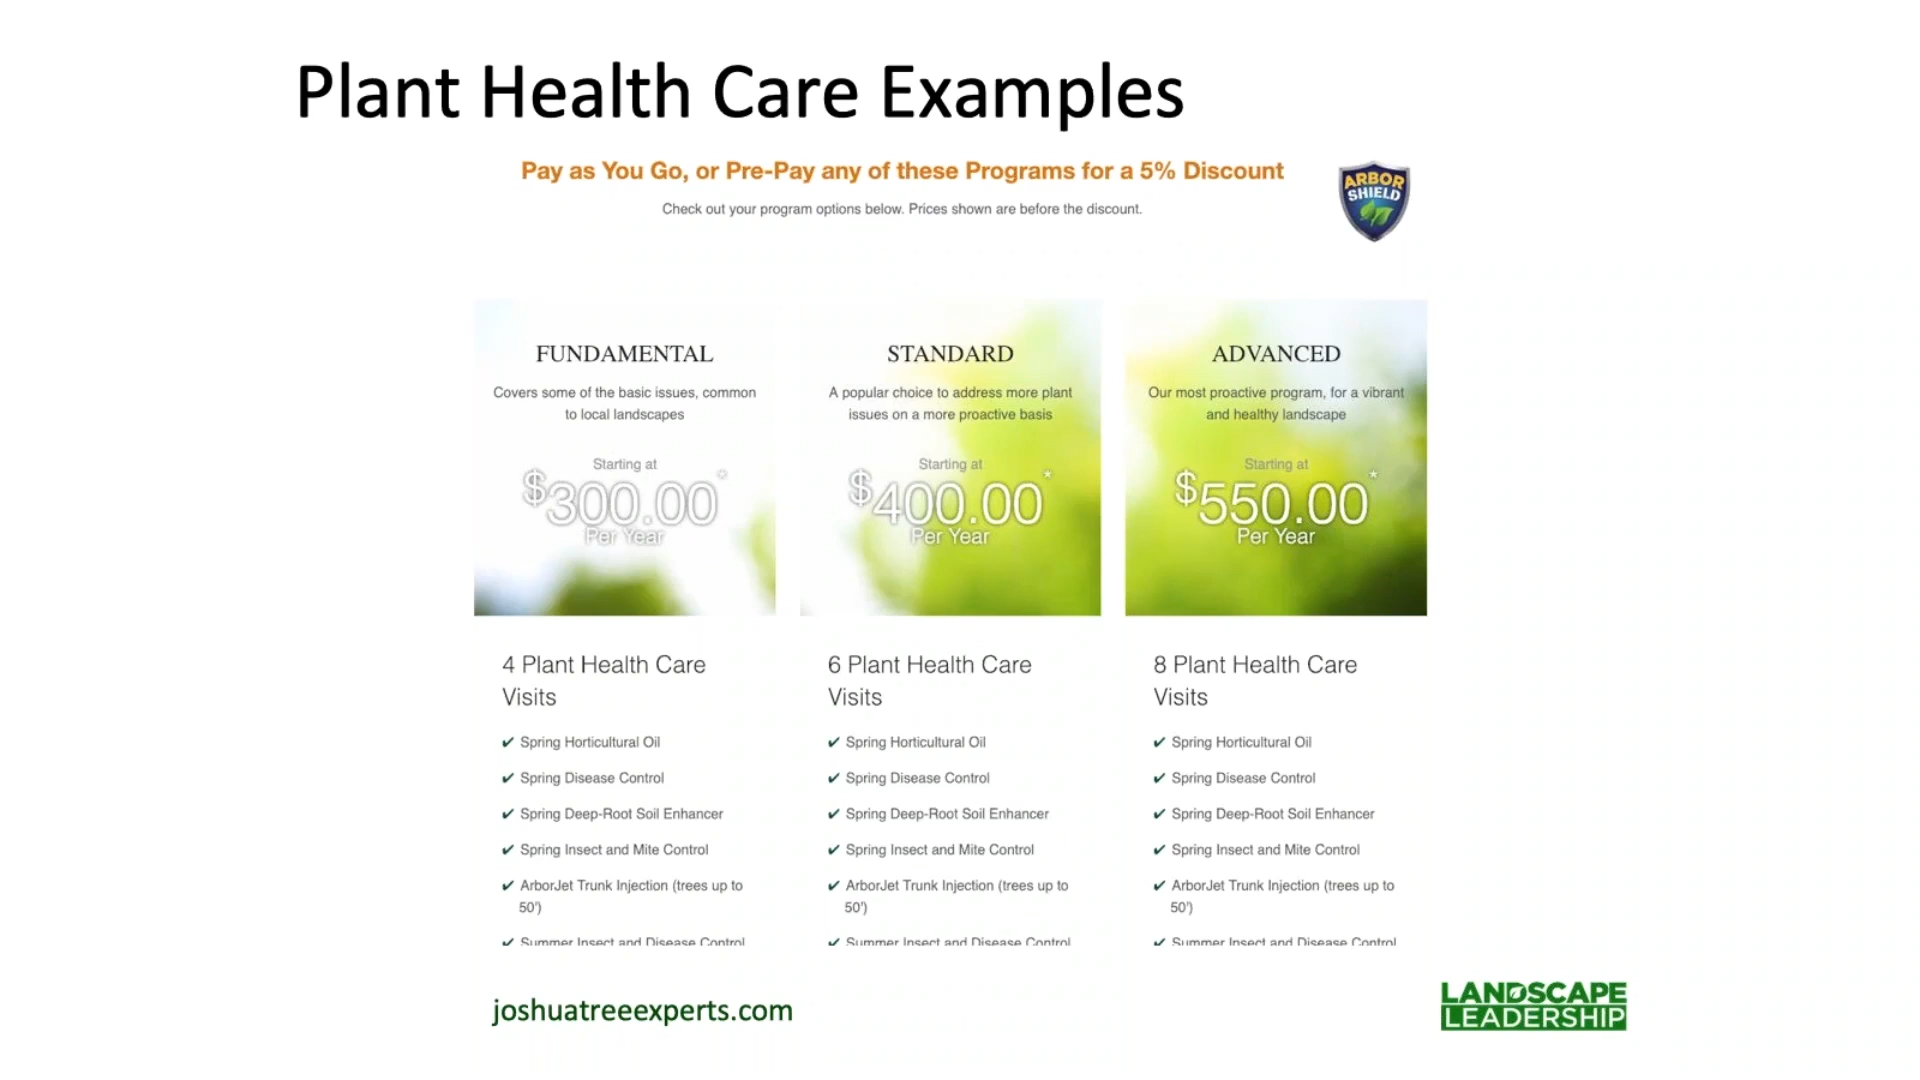 Plant Health Care Examples
Pay as You Go, or Pre-Pay any of these Programs for a 5% Discount
Check out your program options below. Prices shown are before the discount.
ARBOR
SHIELD
FUNDAMENTAL
Covers some of the basic issues, common
to local landscapes
Starting at
$300.00*
Per Year
4 Plant Health Care
Visits
✔ Spring Horticultural Oil
✔ Spring Disease Control
✔ Spring Deep-Root Soil Enhancer
✔ Spring Insect and Mite Control
✔ ArborJet Trunk Injection (trees up to
50')
✔ Summer Insect and Disease Control
STANDARD
A popular choice to address more plant
issues on a more proactive basis
Starting at
$400.00*
Per Year
6 Plant Health Care
Visits
✔ Spring Horticultural Oil
✔ Spring Disease Control
✔ Spring Deep-Root Soil Enhancer
✔ Spring Insect and Mite Control
✔ ArborJet Trunk Injection (trees up to
50')
✔ Summer Insect and Disease Control
ADVANCED
Our most proactive program, for a vibrant
and healthy landscape
Starting at
$550.00*
Per Year
8 Plant Health Care
Visits
✔ Spring Horticultural Oil
✔ Spring Disease Control
✔ Spring Deep-Root Soil Enhancer
✔ Spring Insect and Mite Control
✔ ArborJet Trunk Injection (trees up to
50')
✔ Summer Insect and Disease Control
joshuatreeexperts.com
LANDSCAPE
LEADERSHIP